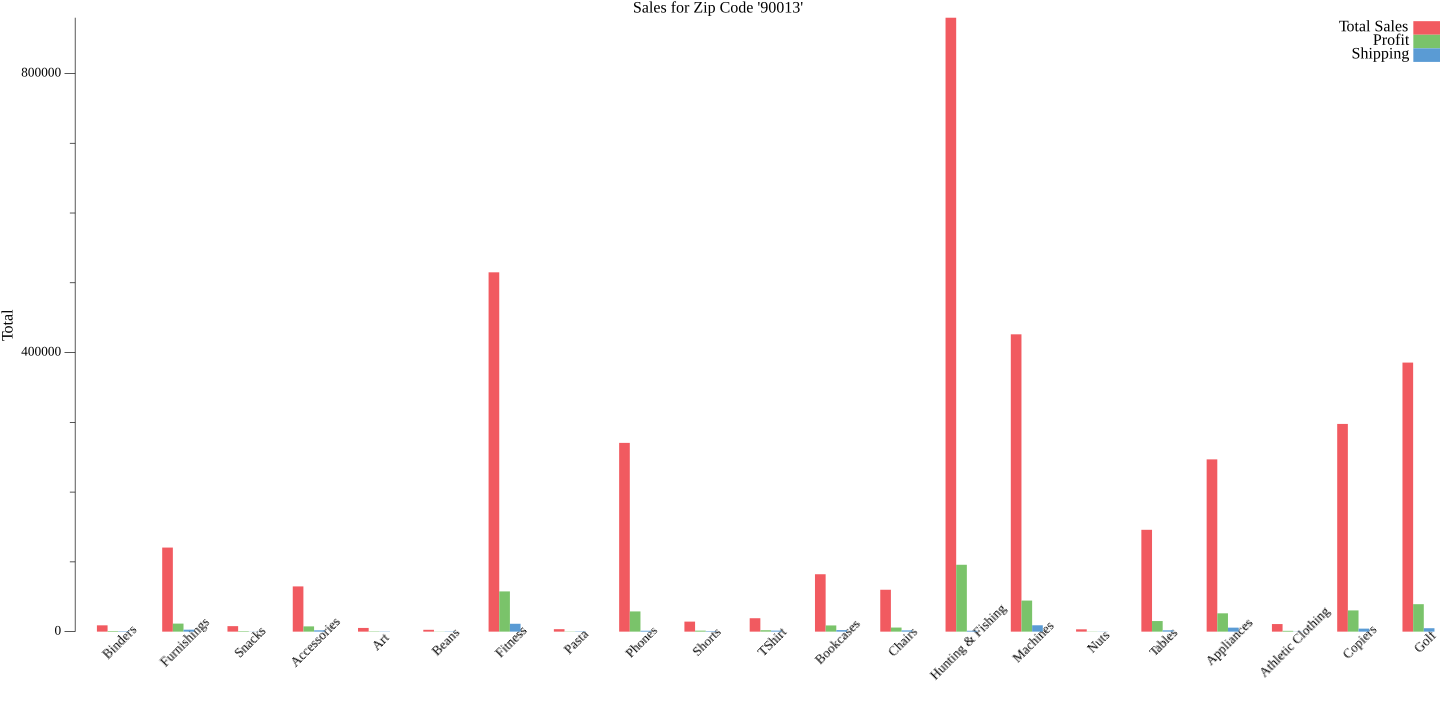 Sales for Zip Code '90013'
Total Sales
Profit
Shipping
800000
400000
0
Total
Binders
Furnishings
Snacks
Accessories
Art
Beans
Fitness
Pasta
Phones
Shorts
TShirt
Bookcases
Chairs
Hunting & Fishing
Machines
Nuts
Tables
Appliances
Athletic Clothing
Copiers
Golf